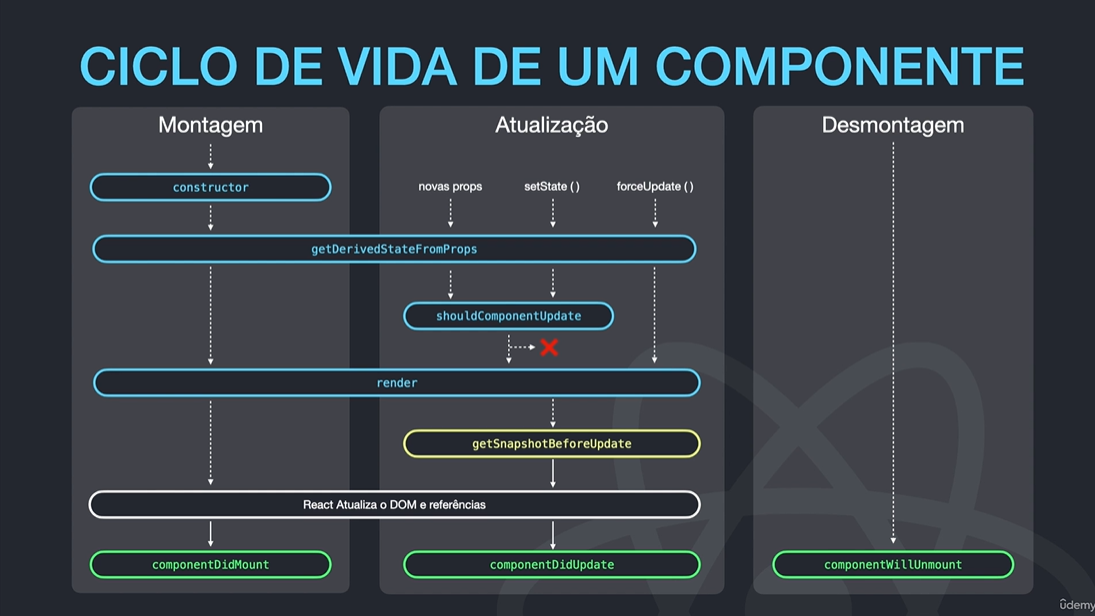 CICLO DE VIDA DE UM COMPONENTE
Montagem
Atualização
Desmontagem
constructor
novas props
setState ( )
forceUpdate ( )
getDerivedStateFromProps
shouldComponentUpdate
render
getSnapshotBeforeUpdate
React Atualiza o DOM e referências
componentDidMount
componentDidUpdate
componentWillUnmount
ûdemy